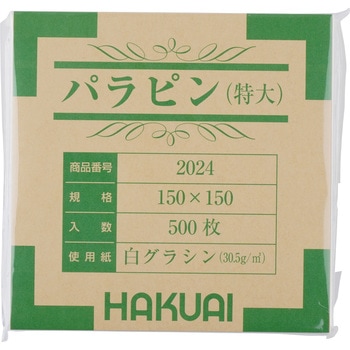 パラピン(特大)
商品番号 2024
規格 150×150
入数 500枚
使用紙 白グラシン(30.5g/㎡)
HAKUAI